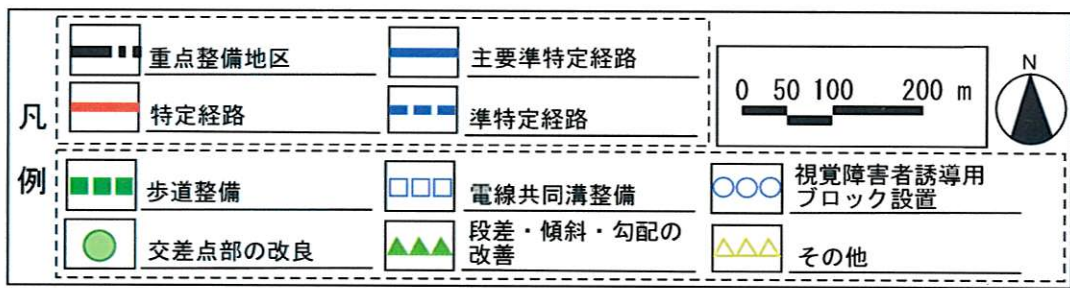 凡例
重点整備地区
主要準特定経路
特定経路
準特定経路
0 50 100 200 m
N
歩道整備
電線共同溝整備
視覚障害者誘導用
ブロック設置
交差点部の改良
段差・傾斜・勾配の
改善
その他